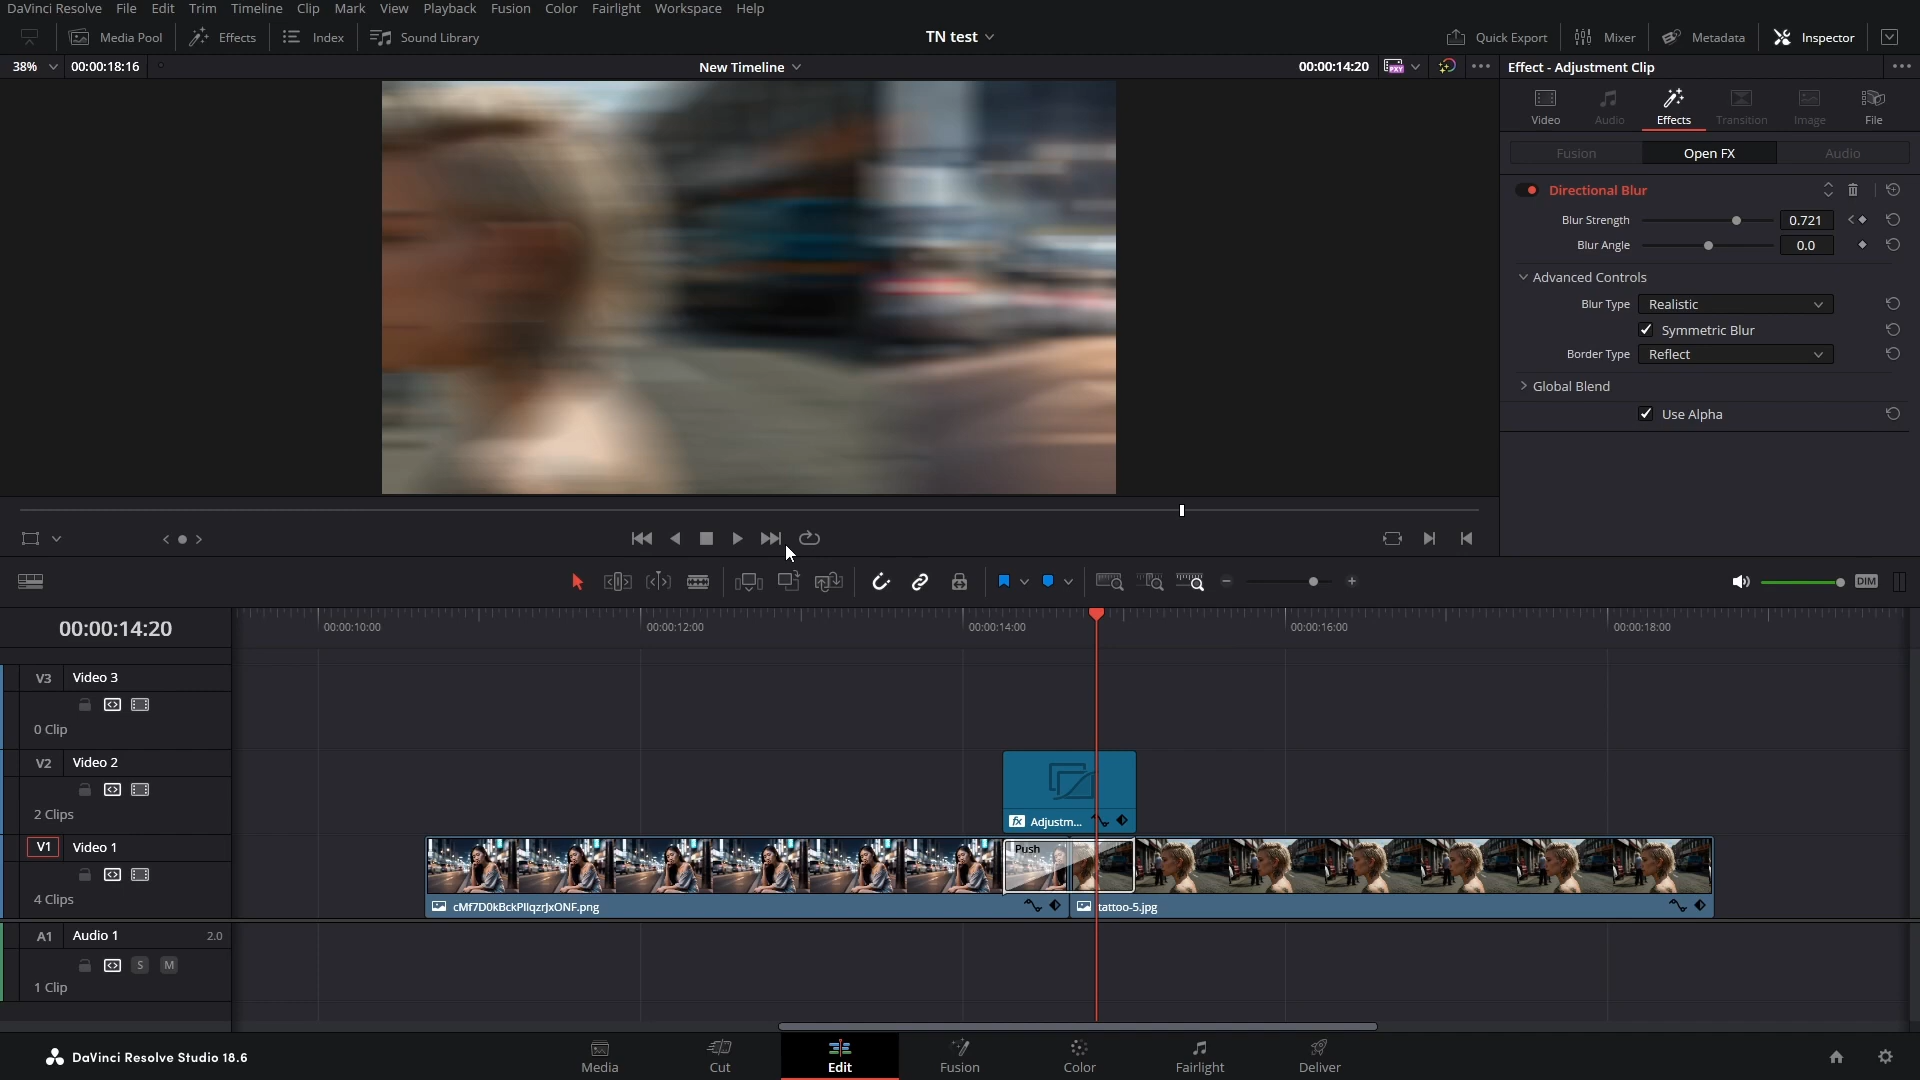 DaVinci Resolve File Edit Trim Timeline Clip Mark View Playback Fusion Color Fairlight Workspace Help
Media Pool Effects Index Sound Library TN test Quick Export Mixer Metadata Inspector
38% 00:00:18:16 New Timeline 00:00:14:20 PXY Effect - Adjustment Clip
Video Audio Effects Transition Image File
Fusion Open FX Audio
Directional Blur
Blur Strength 0.721
Blur Angle 0.0
Advanced Controls
Blur Type Realistic
Symmetric Blur
Border Type Reflect
Global Blend
Use Alpha
DIM
00:00:14:20 00:00:10:00 00:00:12:00 00:00:14:00 00:00:16:00 00:00:18:00
V3 Video 3
0 Clip
V2 Video 2
2 Clips
fx Adjustm...
V1 Video 1
Push
4 Clips
tattoo-5.jpg
A1 Audio 1 2.0
S M
1 Clip
DaVinci Resolve Studio 18.6 Media Cut Edit Fusion Color Fairlight Deliver